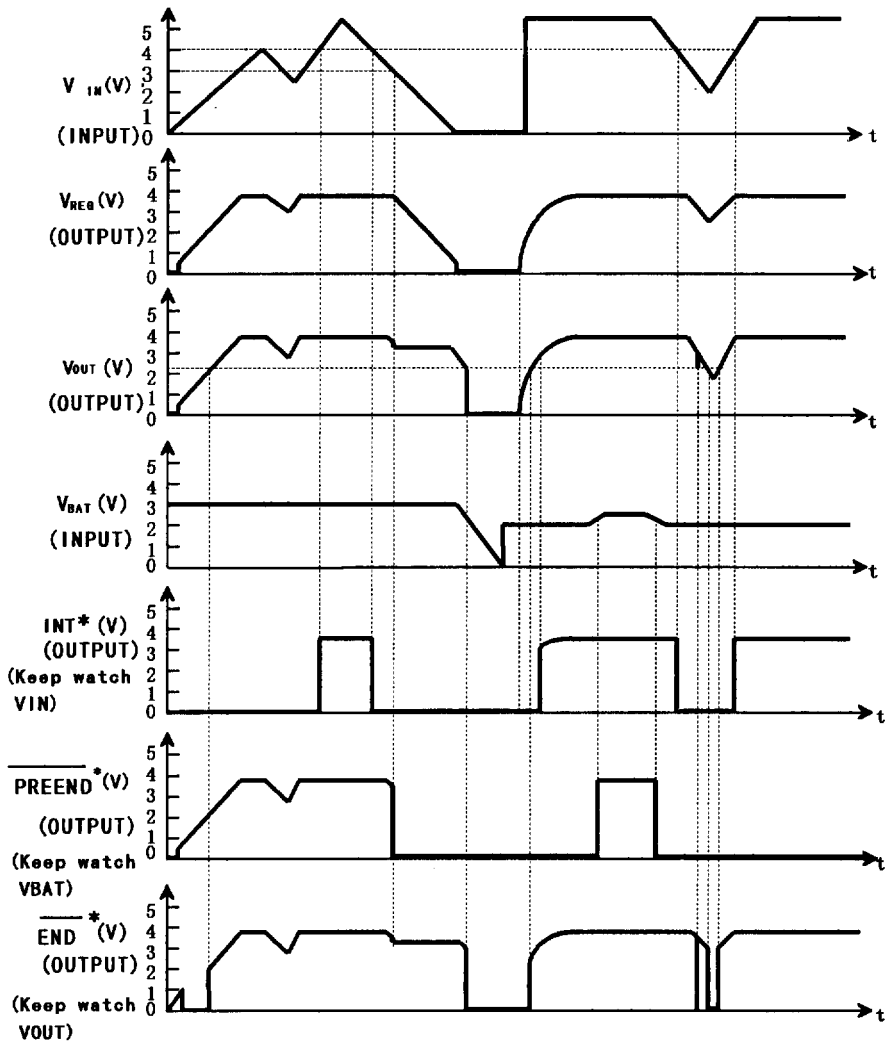 5
4
3
2
1
0
V IN (V)
(INPUT)
t
5
4
3
2
1
0
VREG (V)
(OUTPUT)
t
5
4
3
2
1
0
VOUT (V)
(OUTPUT)
t
5
4
3
2
1
0
VBAT (V)
(INPUT)
t
5
4
3
2
1
0
INT* (V)
(OUTPUT)
(Keep watch
VIN)
t
5
4
3
2
1
0
PREEND* (V)
(OUTPUT)
(Keep watch
VBAT)
t
5
4
3
2
1
0
END* (V)
(OUTPUT)
(Keep watch
VOUT)
t